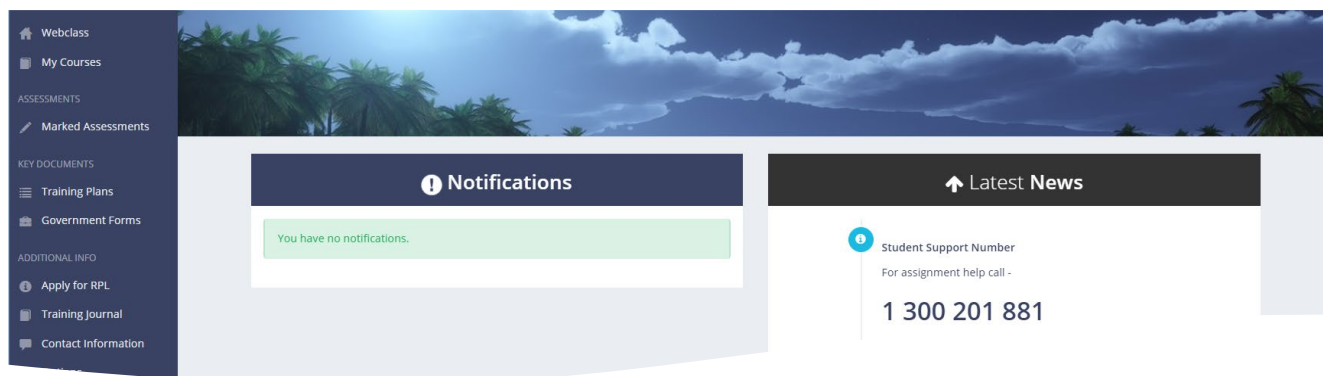 Webclass
My Courses
ASSESSMENTS
Marked Assessments
KEY DOCUMENTS
Training Plans
Government Forms
ADDITIONAL INFO
Apply for RPL
Training Journal
Contact Information
Notifications
You have no notifications.
Latest News
Student Support Number
For assignment help call -
1 300 201 881